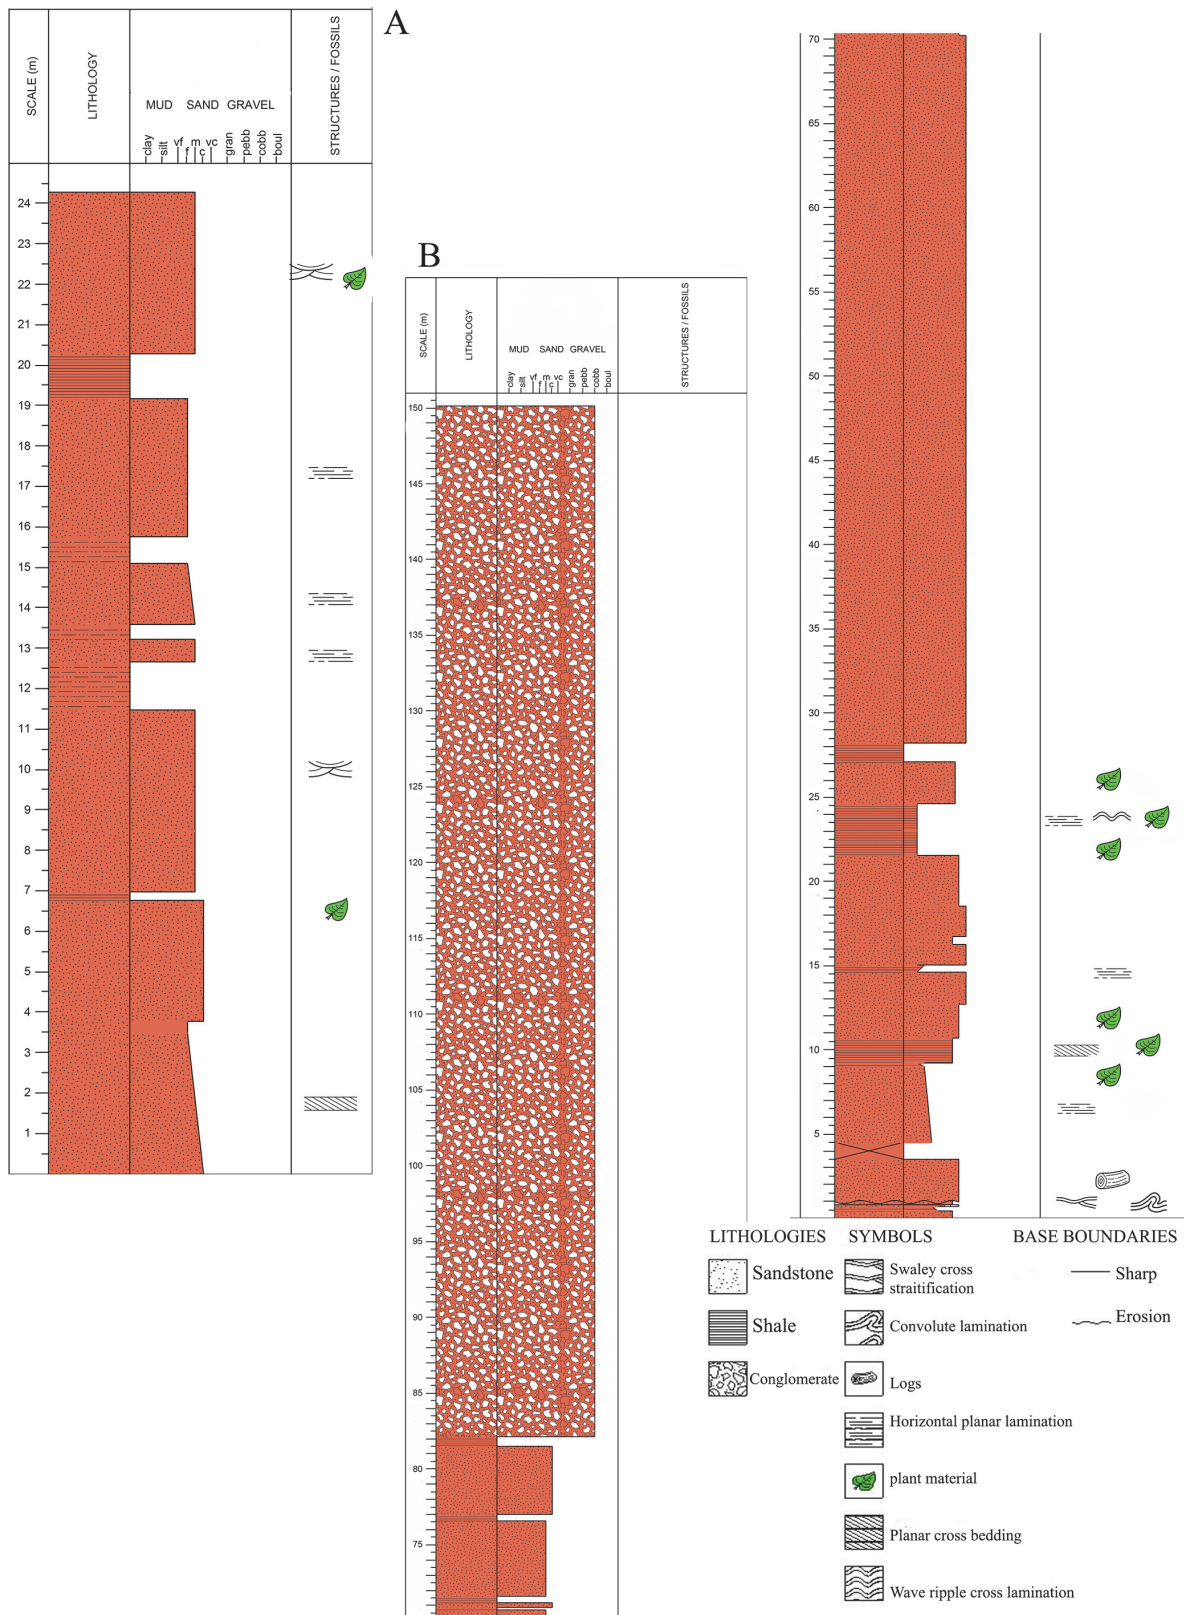 A
SCALE (m)
LITHOLOGY
MUD SAND GRAVEL
clay
silt
vf
f
m
c
vc
gran
pebb
cobb
boul
STRUCTURES / FOSSILS
24
23
22
21
20
19
18
17
16
15
14
13
12
11
10
9
8
7
6
5
4
3
2
1
B
SCALE (m)
LITHOLOGY
MUD SAND GRAVEL
clay
silt
vf
f
m
c
vc
gran
pebb
cobb
boul
STRUCTURES / FOSSILS
150
145
140
135
130
125
120
115
110
105
100
95
90
85
80
75
70
65
60
55
50
45
40
35
30
25
20
15
10
5
LITHOLOGIES
Sandstone
Shale
Conglomerate
SYMBOLS
Swaley cross
straitification
Convolute lamination
Logs
Horizontal planar lamination
plant material
Planar cross bedding
Wave ripple cross lamination
BASE BOUNDARIES
Sharp
Erosion